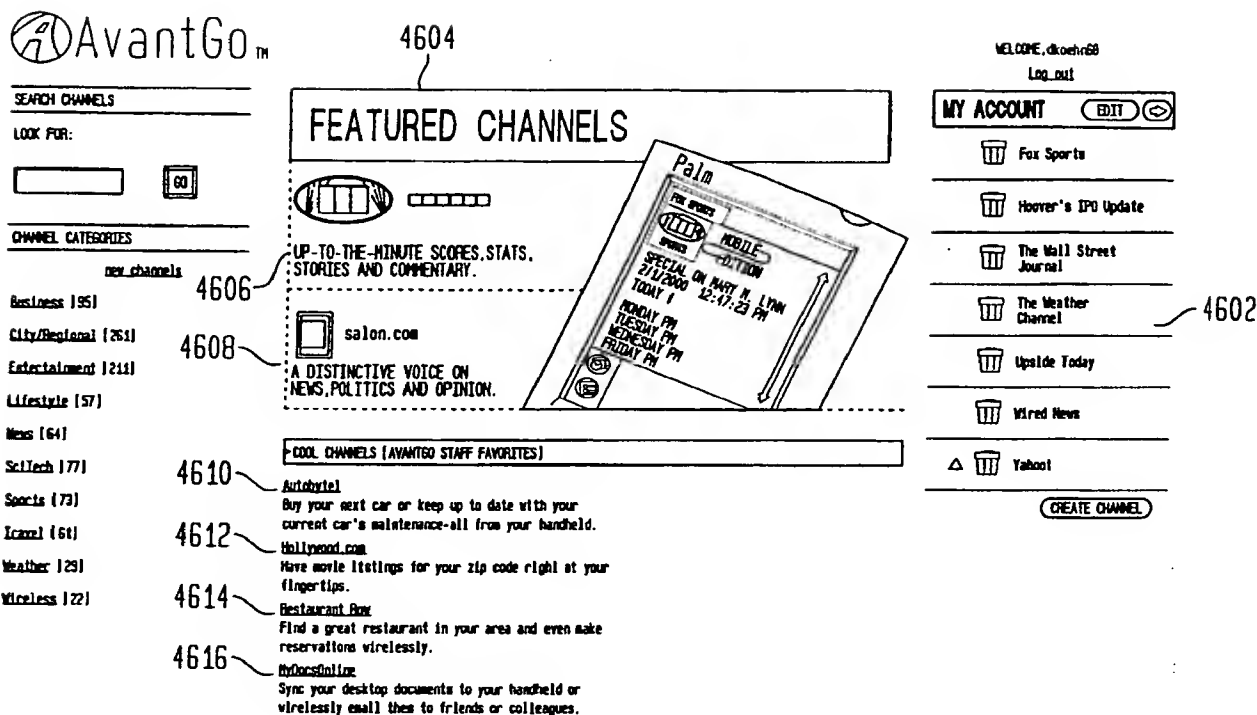 AvantGo™
SEARCH CHANNELS
LOOK FOR:
GO
CHANNEL CATEGORIES
new channels
Business [95]
City/Regional [261]
Entertainment [211]
Lifestyle [57]
News [64]
SciTech [77]
Sports [73]
Travel [61]
Weather [29]
Wireless [22]
4604
FEATURED CHANNELS
4606
UP-TO-THE-MINUTE SCORES,STATS,
STORIES AND COMMENTARY.
4608
salon.com
A DISTINCTIVE VOICE ON
NEWS,POLITICS AND OPINION.
Palm
FOX SPORTS
SPORTS
MOBILE
EDITION
SPECIAL ON MARY M. LYNN
2/1/2000 12:47:23 PM
TODAY
MONDAY PM
TUESDAY PM
WEDNESDAY PM
FRIDAY PM
COOL CHANNELS [AVANTGO STAFF FAVORITES]
4610
Autobytel
Buy your next car or keep up to date with your
current car's maintenance-all from your handheld.
4612
Hollywood.com
Have movie listings for your zip code right at your
fingertips.
4614
Restaurant Row
Find a great restaurant in your area and even make
reservations wirelessly.
4616
MyDocsOnline
Sync your desktop documents to your handheld or
wirelessly email them to friends or colleagues.
WELCOME,dkoehn68
Log out
MY ACCOUNT
EDIT
Fox Sports
Hoover's IPO Update
The Wall Street
Journal
The Weather
Channel
4602
Upside Today
Wired News
Yahoo!
CREATE CHANNEL